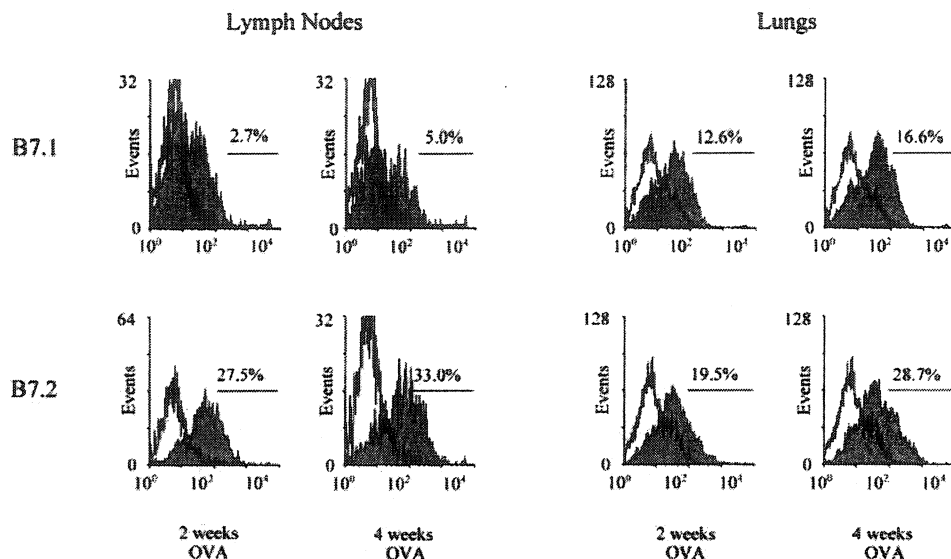 Lymph Nodes Lungs
B7.1
32 Events 2.7% 0 10⁰ 10² 10⁴
32 Events 5.0% 0 10⁰ 10² 10⁴
128 Events 12.6% 0 10⁰ 10² 10⁴
128 Events 16.6% 0 10⁰ 10² 10⁴
B7.2
64 Events 27.5% 0 10⁰ 10² 10⁴
32 Events 33.0% 0 10⁰ 10² 10⁴
128 Events 19.5% 0 10⁰ 10² 10⁴
128 Events 28.7% 0 10⁰ 10² 10⁴
2 weeks 4 weeks 2 weeks 4 weeks
OVA OVA OVA OVA